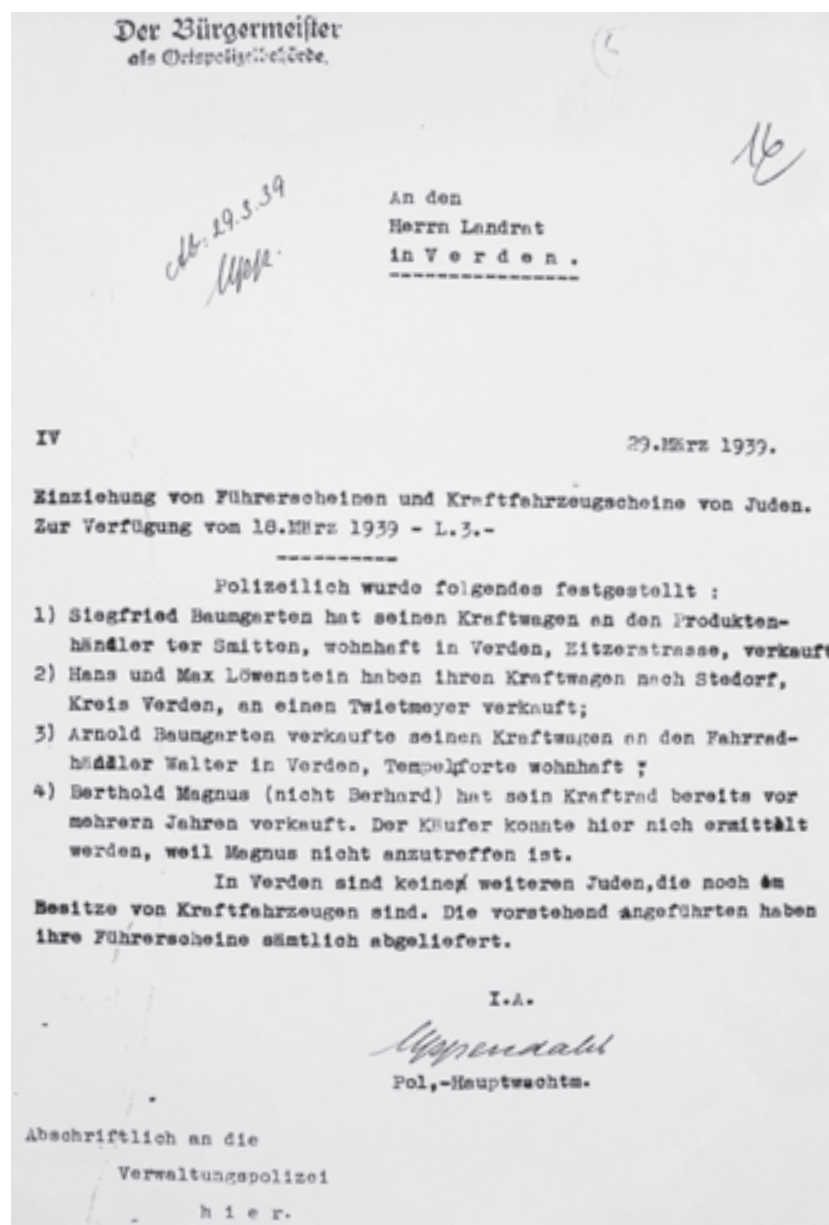 Der Bürgermeister
als Ortspolizeibehörde.
16
Ab: 29.3.39
Upp.
An den
Herrn Landrat
in V e r d e n .
IV
29.März 1939.
Einziehung von Führerscheinen und Kraftfahrzeugscheine von Juden.
Zur Verfügung vom 18.März 1939 - L.3.-
Polizeilich wurde folgendes festgestellt :
1) Siegfried Baumgarten hat seinen Kraftwagen an den Produkten-
händler ter Smitten, wohnhaft in Verden, Eitzerstrasse, verkauft
2) Hans und Max Löwenstein haben ihren Kraftwagen nach Stedorf,
Kreis Verden, an einen Twietmeyer verkauft;
3) Arnold Baumgarten verkaufte seinen Kraftwagen an den Fahrrad-
händler Walter in Verden, Tempelforte wohnhaft ;
4) Berthold Magnus (nicht Berhard) hat sein Kraftrad bereits vor
mehrern Jahren verkauft. Der Käufer konnte hier nich ermittelt
werden, weil Magnus nicht anzutreffen ist.
In Verden sind keine weiteren Juden,die noch im
Besitze von Kraftfahrzeugen sind. Die vorstehend angeführten haben
ihre Führerscheine sämtlich abgeliefert.
I.A.
Uppendahl
Pol,-Hauptwachtm.
Abschriftlich an die
Verwaltungspolizei
h i e r.